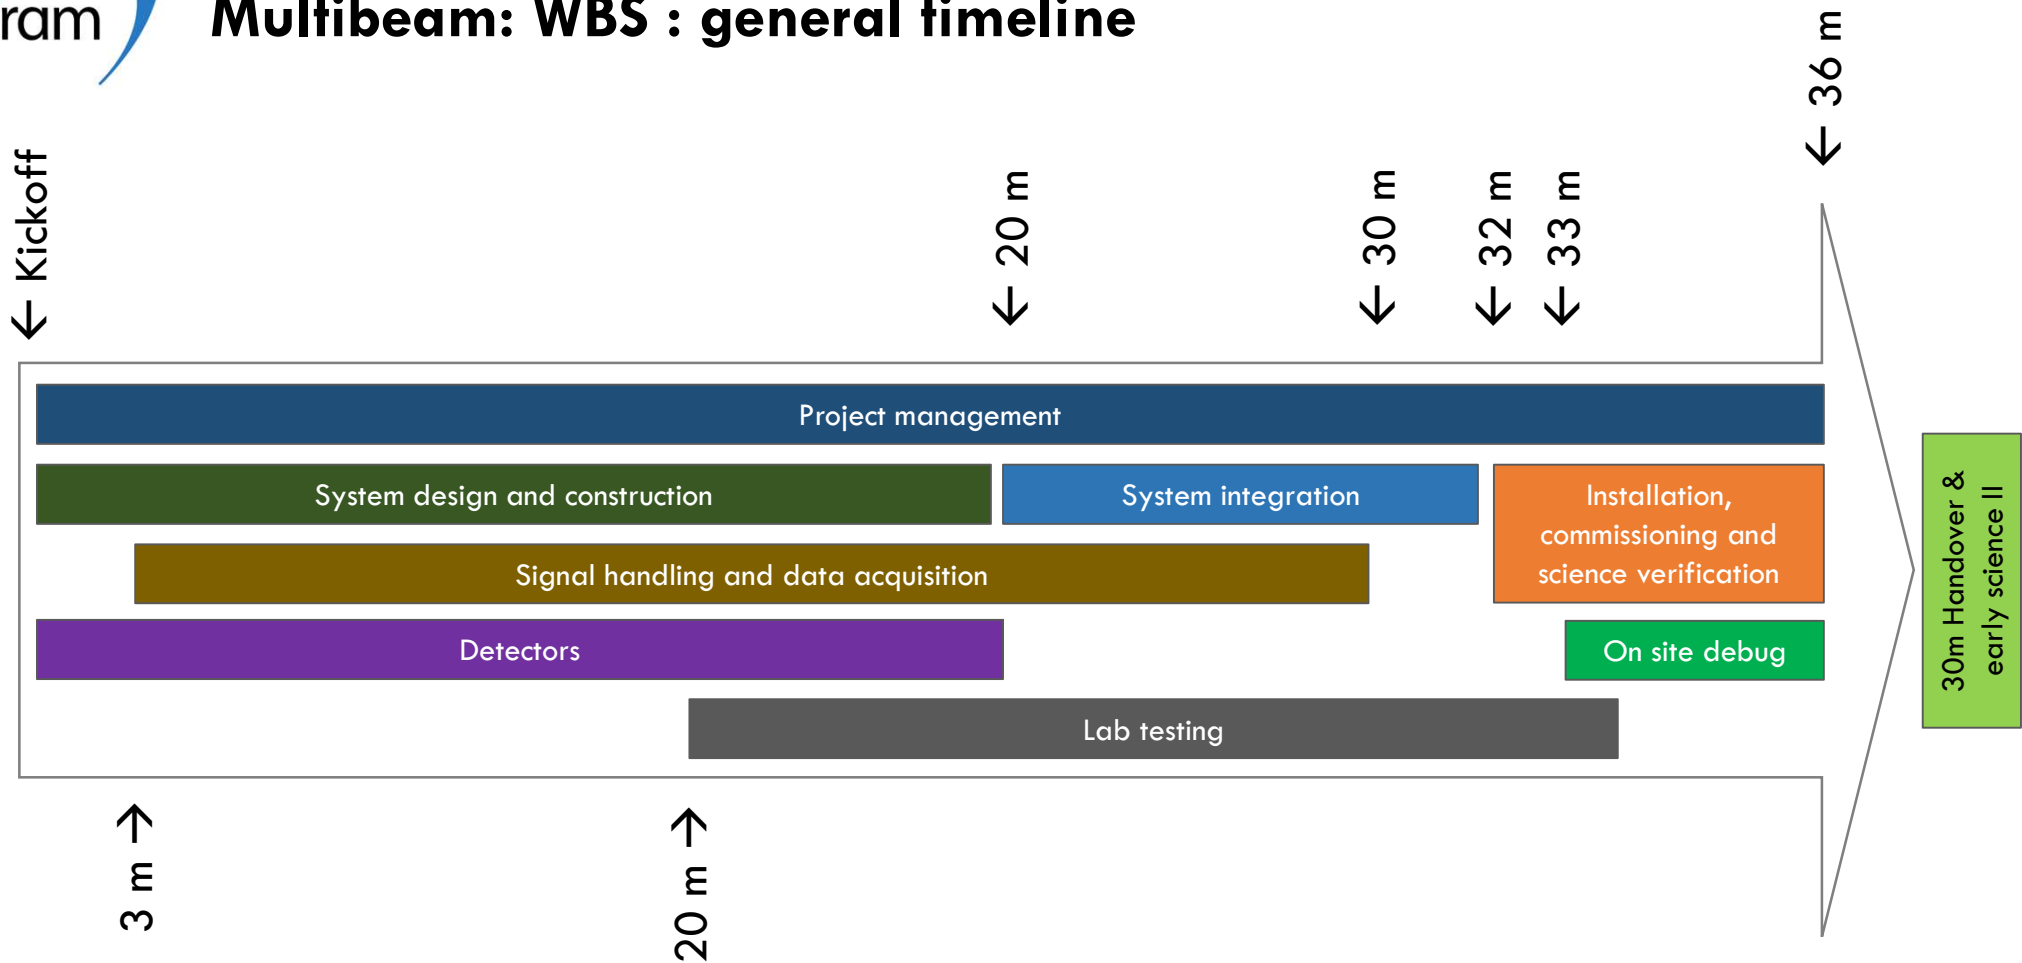 ram
Multibeam: WBS : general timeline
← Kickoff
← 20 m
← 30 m
← 32 m
← 33 m
← 36 m
Project management
System design and construction
System integration
Installation,
commissioning and
science verification
Signal handling and data acquisition
Detectors
On site debug
Lab testing
30m Handover &
early science II
3 m →
20 m →